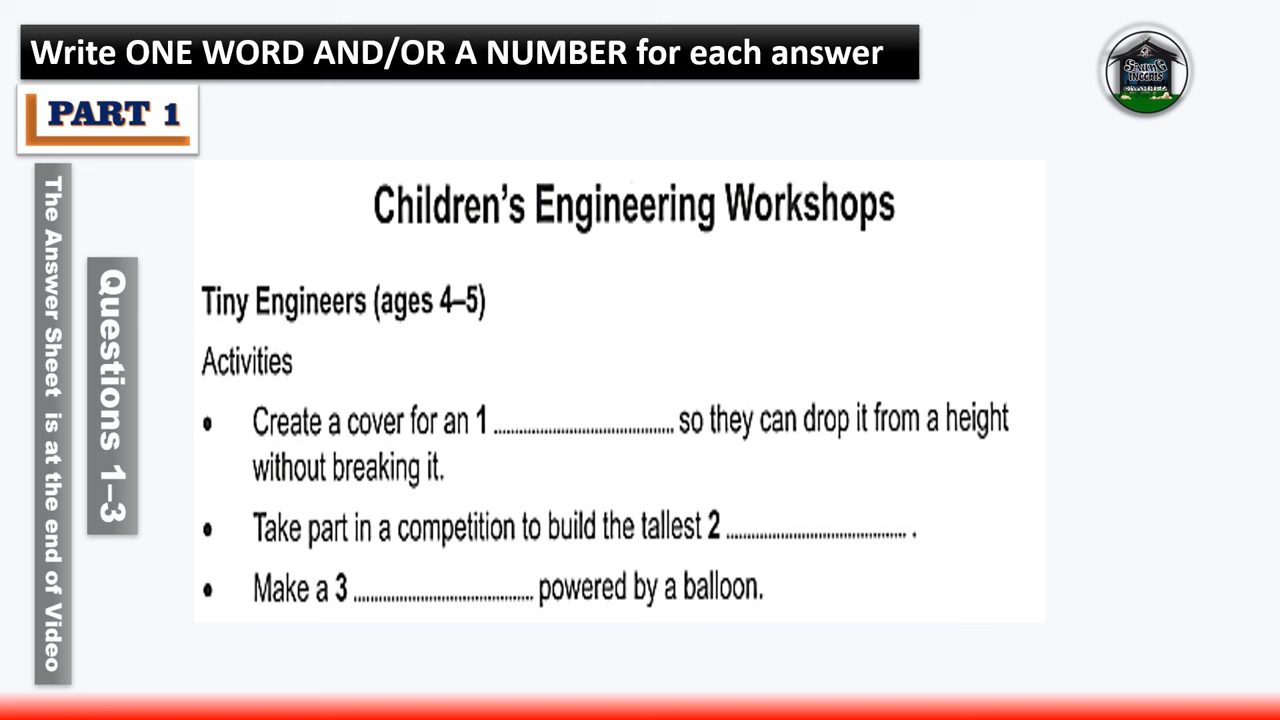 Write ONE WORD AND/OR A NUMBER for each answer
SAUNG
INGGRIS
CHANNEL
PART 1
The Answer Sheet is at the end of Video
Questions 1–3
Children's Engineering Workshops
Tiny Engineers (ages 4–5)
Activities
• Create a cover for an 1 ........................................ so they can drop it from a height
without breaking it.
• Take part in a competition to build the tallest 2 ........................................ .
• Make a 3 ........................................ powered by a balloon.